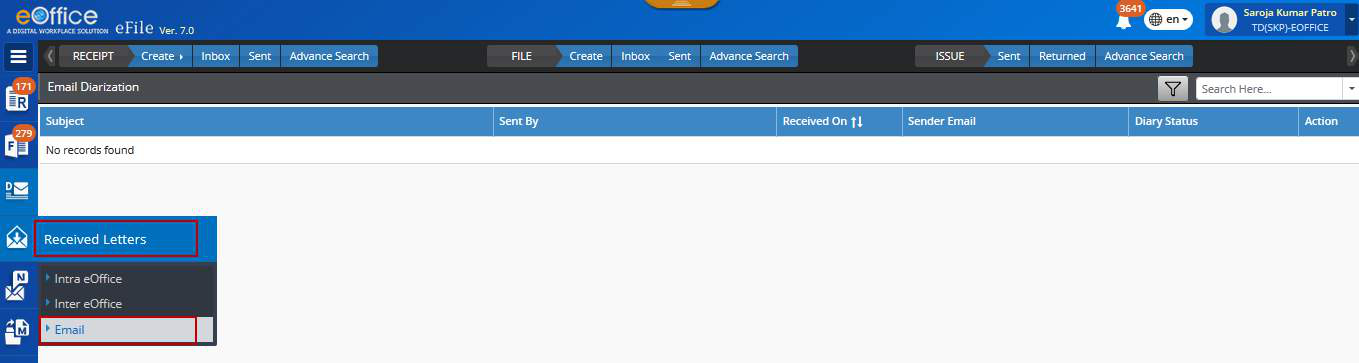 eOffice
A DIGITAL WORKPLACE SOLUTION
eFile Ver. 7.0
3641
en
Saroja Kumar Patro
TD(SKP)-EOFFICE
RECEIPT Create Inbox Sent Advance Search FILE Create Inbox Sent Advance Search ISSUE Sent Returned Advance Search
171
R
Email Diarization
Search Here...
Subject Sent By Received On Sender Email Diary Status Action
279
F
No records found
D
Received Letters
N
Intra eOffice
Inter eOffice
M
Email